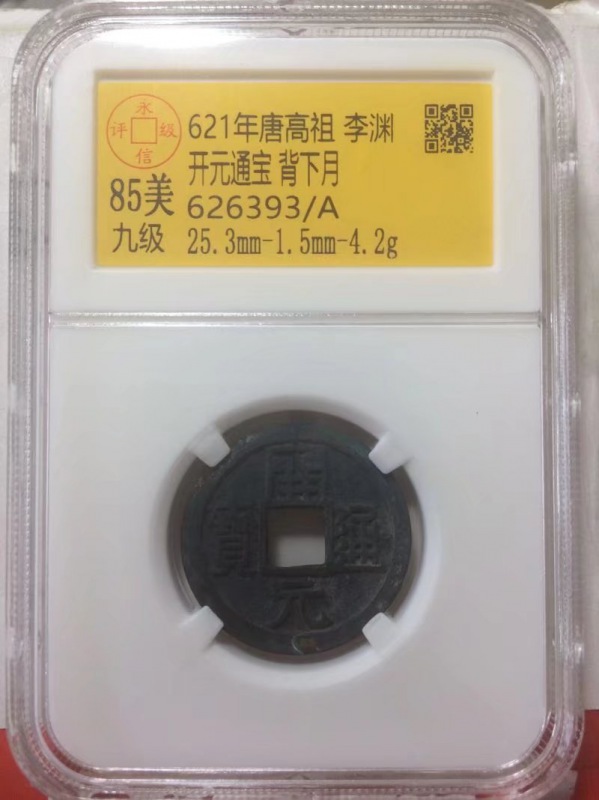 永
评 级
信
85美
九级
621年唐高祖 李渊
开元通宝 背下月
626393/A
25.3mm-1.5mm-4.2g
開
寶 通
元